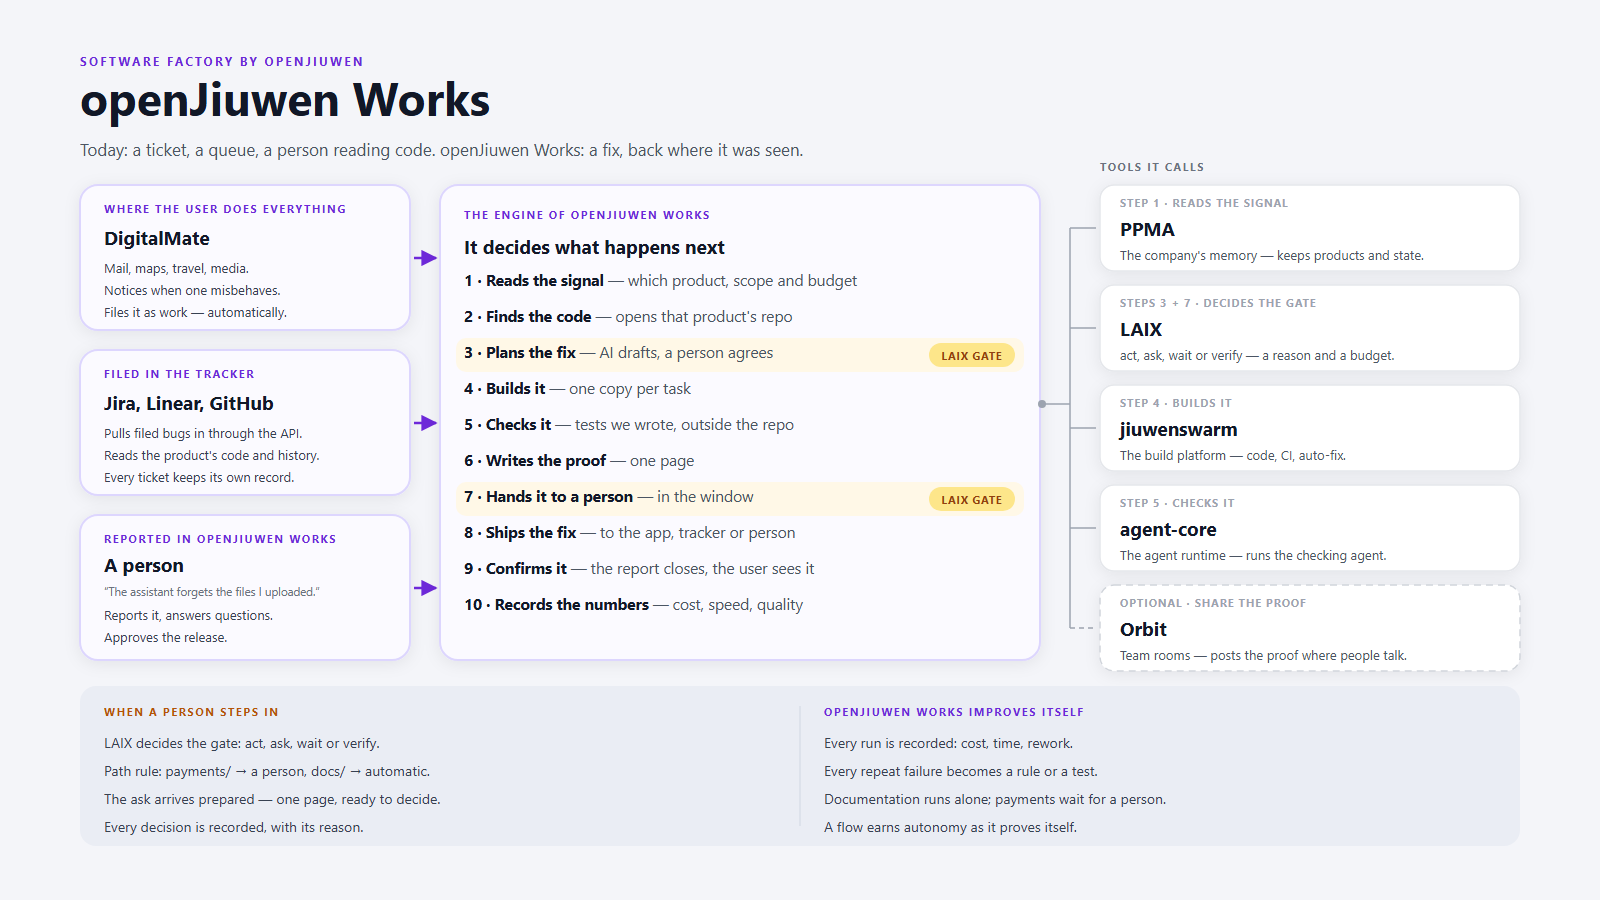 SOFTWARE FACTORY BY OPENJIUWEN
openJiuwen Works
Today: a ticket, a queue, a person reading code. openJiuwen Works: a fix, back where it was seen.
WHERE THE USER DOES EVERYTHING
DigitalMate
Mail, maps, travel, media.
Notices when one misbehaves.
Files it as work — automatically.
FILED IN THE TRACKER
Jira, Linear, GitHub
Pulls filed bugs in through the API.
Reads the product's code and history.
Every ticket keeps its own record.
REPORTED IN OPENJIUWEN WORKS
A person
“The assistant forgets the files I uploaded.”
Reports it, answers questions.
Approves the release.
THE ENGINE OF OPENJIUWEN WORKS
It decides what happens next
1 · Reads the signal — which product, scope and budget
2 · Finds the code — opens that product's repo
3 · Plans the fix — AI drafts, a person agrees
LAIX GATE
4 · Builds it — one copy per task
5 · Checks it — tests we wrote, outside the repo
6 · Writes the proof — one page
7 · Hands it to a person — in the window
LAIX GATE
8 · Ships the fix — to the app, tracker or person
9 · Confirms it — the report closes, the user sees it
10 · Records the numbers — cost, speed, quality
TOOLS IT CALLS
STEP 1 · READS THE SIGNAL
PPMA
The company's memory — keeps products and state.
STEPS 3 + 7 · DECIDES THE GATE
LAIX
act, ask, wait or verify — a reason and a budget.
STEP 4 · BUILDS IT
jiuwenswarm
The build platform — code, CI, auto-fix.
STEP 5 · CHECKS IT
agent-core
The agent runtime — runs the checking agent.
OPTIONAL · SHARE THE PROOF
Orbit
Team rooms — posts the proof where people talk.
WHEN A PERSON STEPS IN
LAIX decides the gate: act, ask, wait or verify.
Path rule: payments/ → a person, docs/ → automatic.
The ask arrives prepared — one page, ready to decide.
Every decision is recorded, with its reason.
OPENJIUWEN WORKS IMPROVES ITSELF
Every run is recorded: cost, time, rework.
Every repeat failure becomes a rule or a test.
Documentation runs alone; payments wait for a person.
A flow earns autonomy as it proves itself.